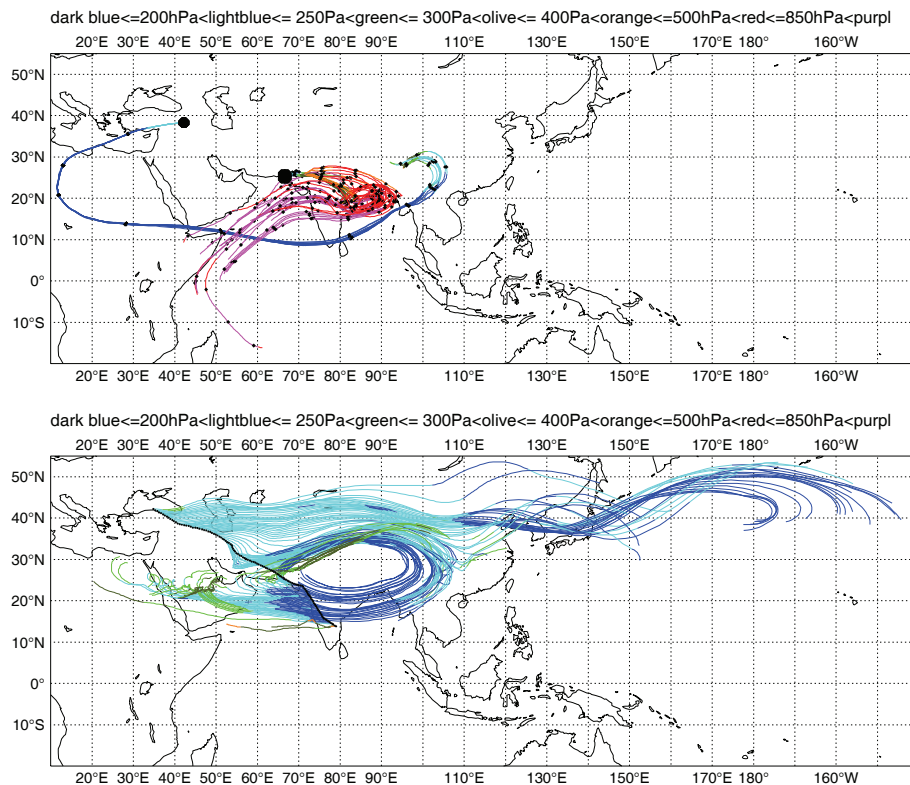 dark blue<=200hPa<lightblue<= 250Pa<green<= 300Pa<olive<= 400Pa<orange<=500hPa<red<=850hPa<purpl
20°E 30°E 40°E 50°E 60°E 70°E 80°E 90°E 110°E 130°E 150°E 170°E 180° 160°W
50°N
40°N
30°N
20°N
10°N
0°
10°S
20°E 30°E 40°E 50°E 60°E 70°E 80°E 90°E 110°E 130°E 150°E 170°E 180° 160°W
dark blue<=200hPa<lightblue<= 250Pa<green<= 300Pa<olive<= 400Pa<orange<=500hPa<red<=850hPa<purpl
20°E 30°E 40°E 50°E 60°E 70°E 80°E 90°E 110°E 130°E 150°E 170°E 180° 160°W
50°N
40°N
30°N
20°N
10°N
0°
10°S
20°E 30°E 40°E 50°E 60°E 70°E 80°E 90°E 110°E 130°E 150°E 170°E 180° 160°W